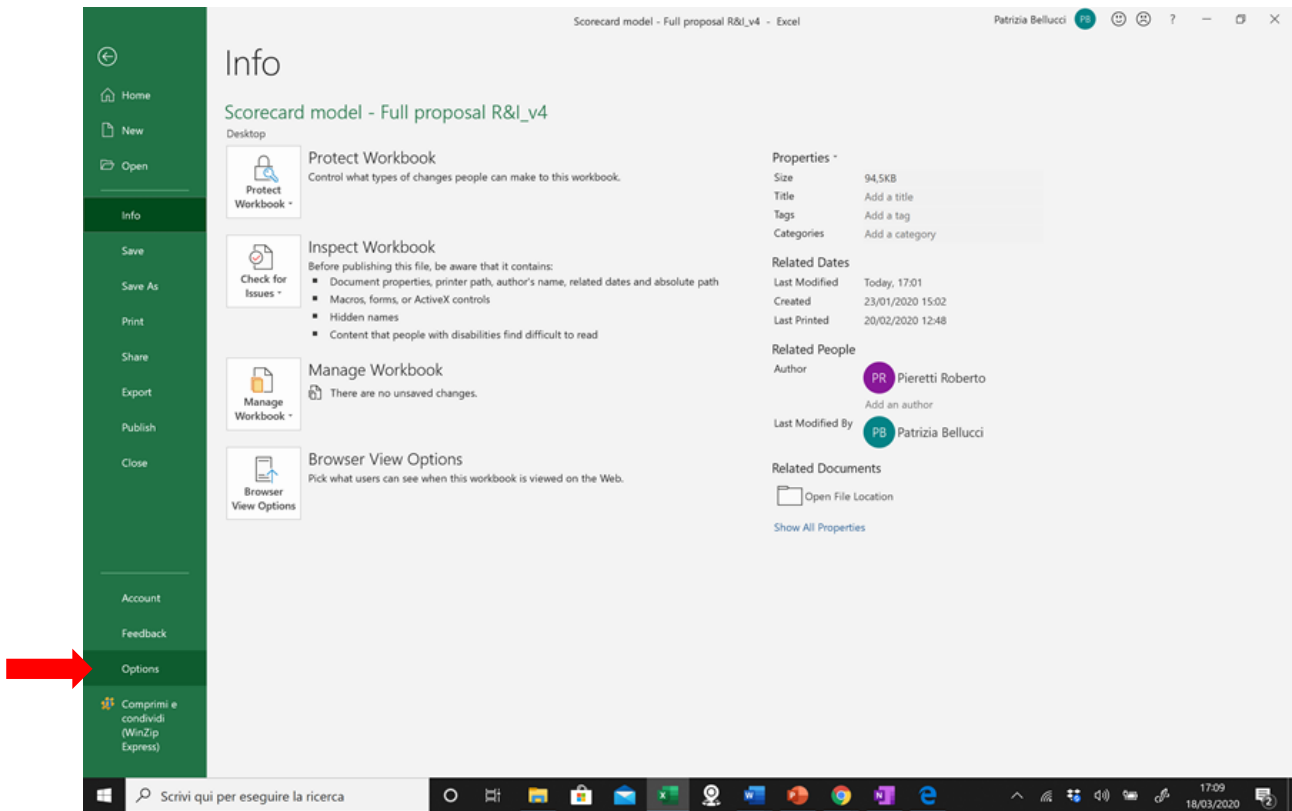 Scorecard model - Full proposal R&I_v4 - Excel
Patrizia Bellucci PB ?
Info
Home
New
Open
Info
Save
Save As
Print
Share
Export
Publish
Close
Account
Feedback
Options
Comprimi e
condividi
(WinZip
Express)
Scorecard model - Full proposal R&I_v4
Desktop
Protect
Workbook
Protect Workbook
Control what types of changes people can make to this workbook.
Check for
Issues
Inspect Workbook
Before publishing this file, be aware that it contains:
Document properties, printer path, author's name, related dates and absolute path
Macros, forms, or ActiveX controls
Hidden names
Content that people with disabilities find difficult to read
Manage
Workbook
Manage Workbook
There are no unsaved changes.
Browser
View Options
Browser View Options
Pick what users can see when this workbook is viewed on the Web.
Properties
Size 94,5KB
Title Add a title
Tags Add a tag
Categories Add a category
Related Dates
Last Modified Today, 17:01
Created 23/01/2020 15:02
Last Printed 20/02/2020 12:48
Related People
Author PR Pieretti Roberto
Add an author
Last Modified By PB Patrizia Bellucci
Related Documents
Open File Location
Show All Properties
Scrivi qui per eseguire la ricerca
17:09
18/03/2020
2